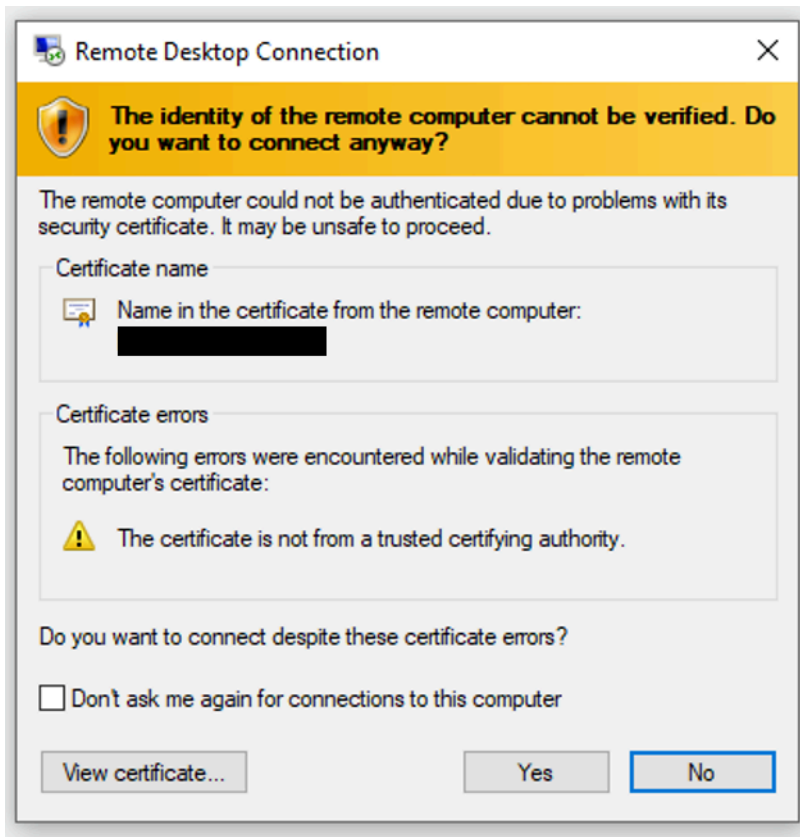 Remote Desktop Connection
The identity of the remote computer cannot be verified. Do
you want to connect anyway?
The remote computer could not be authenticated due to problems with its
security certificate. It may be unsafe to proceed.
Certificate name
Name in the certificate from the remote computer:
Certificate errors
The following errors were encountered while validating the remote
computer's certificate:
The certificate is not from a trusted certifying authority.
Do you want to connect despite these certificate errors?
Don't ask me again for connections to this computer
View certificate... Yes No